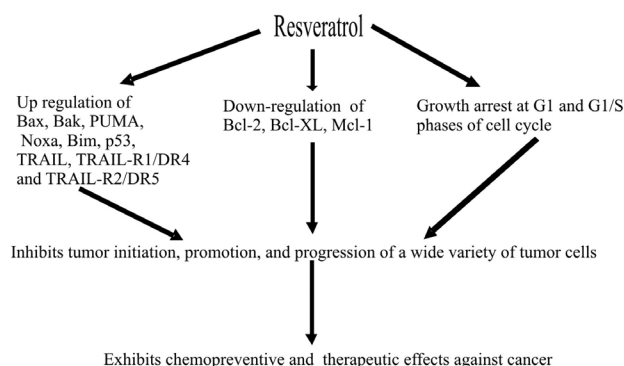 Resveratrol
Up regulation of
Bax, Bak, PUMA,
Noxa, Bim, p53,
TRAIL, TRAIL-R1/DR4
and TRAIL-R2/DR5
Down-regulation of
Bcl-2, Bcl-XL, Mcl-1
Growth arrest at G1 and G1/S
phases of cell cycle
Inhibits tumor initiation, promotion, and progression of a wide variety of tumor cells
Exhibits chemopreventive and therapeutic effects against cancer